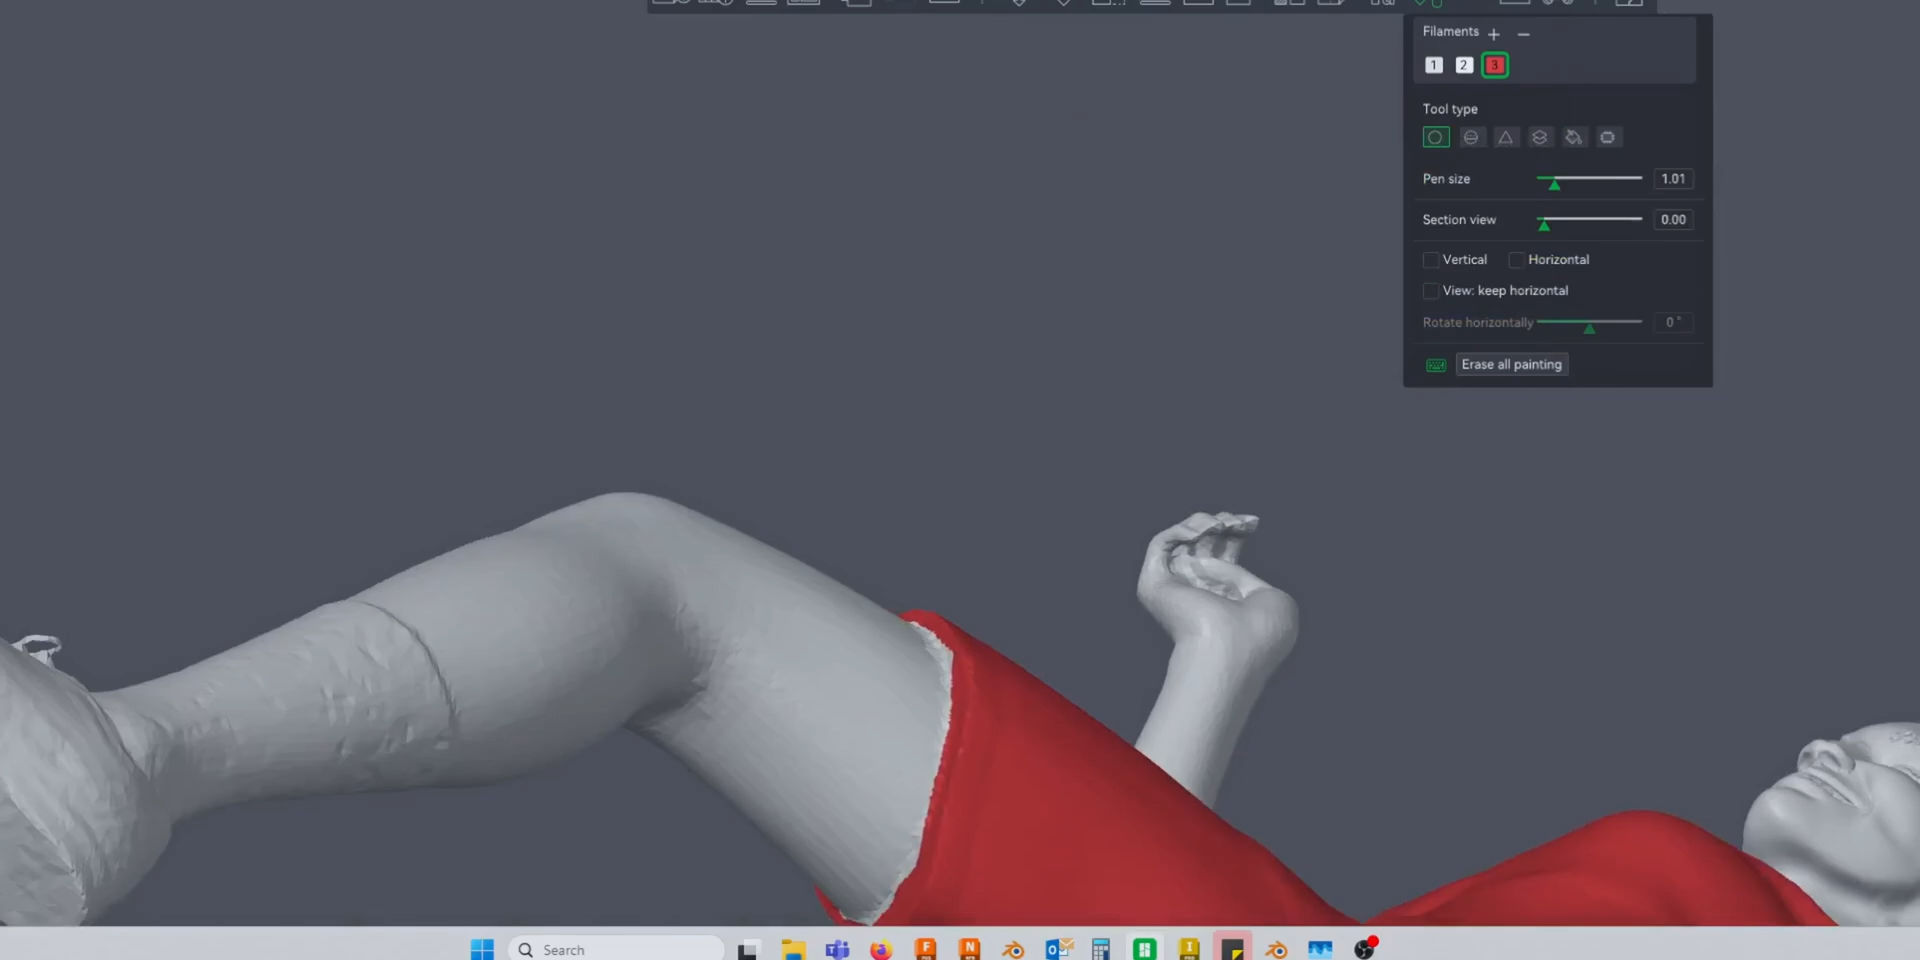 Filaments + −
1 2 3
Tool type
Pen size 1.01
Section view 0.00
Vertical Horizontal
View: keep horizontal
Rotate horizontally 0 °
Erase all painting
Search
F N I